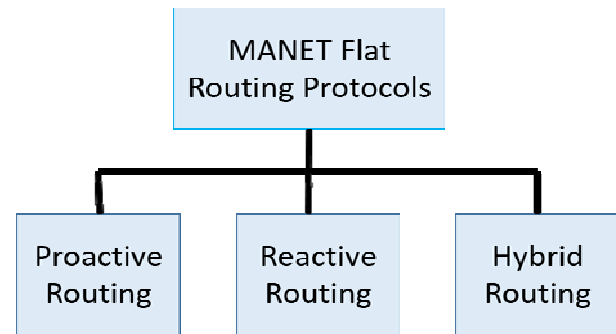 MANET Flat
Routing Protocols
Proactive
Routing
Reactive
Routing
Hybrid
Routing